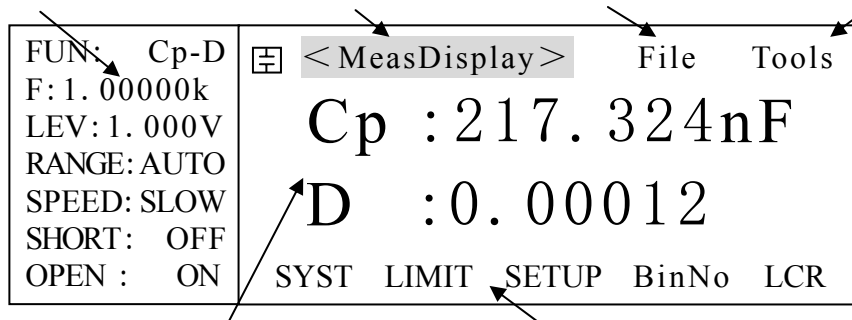 FUN: Cp-D
F:1.00000k
LEV:1.000V
RANGE:AUTO
SPEED:SLOW
SHORT: OFF
OPEN : ON
<MeasDisplay> File Tools
Cp :217.324nF
D :0.00012
SYST LIMIT SETUP BinNo LCR